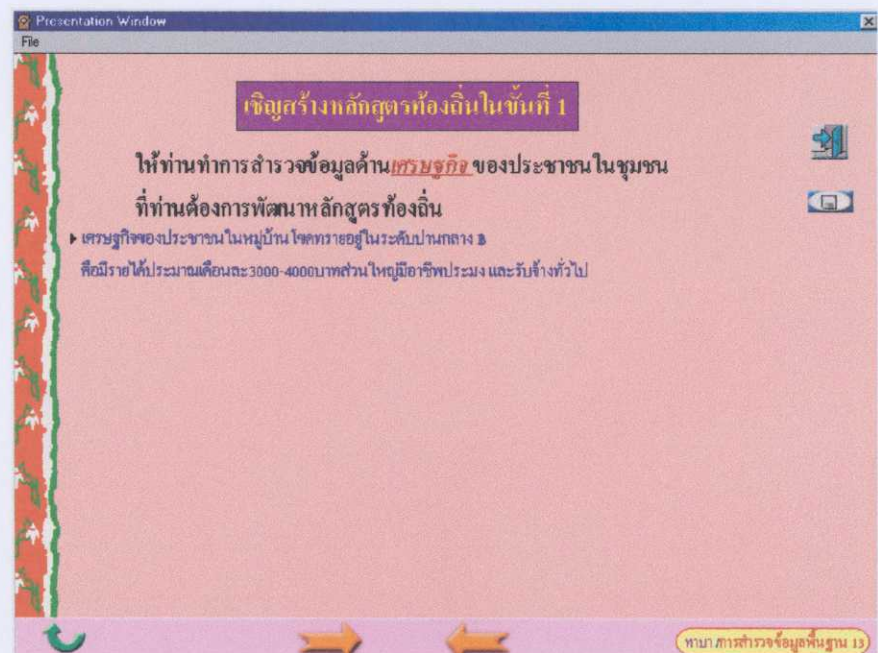 Presentation Window
File
เชิญสร้างหลักสูตรท้องถิ่นในขั้นที่ 1
ให้ท่านทำการสำรวจข้อมูลด้านเศรษฐกิจ ของประชาชนในชุมชน
ที่ท่านต้องการพัฒนาหลักสูตรท้องถิ่น
เศรษฐกิจของประชาชนในหมู่บ้าน โขดทรายอยู่ในระดับปานกลาง
คือมีรายได้ประมาณเดือนละ3000-4000บาทส่วนใหญ่มีอาชีพประมง และรับจ้างทั่วไป
การสำรวจข้อมูลพื้นฐาน 13